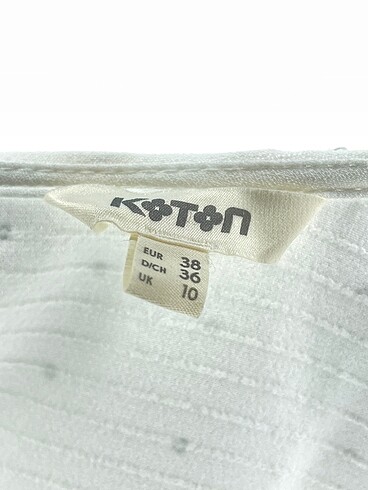 KOTON
EUR 38
D/CH 36
UK 10